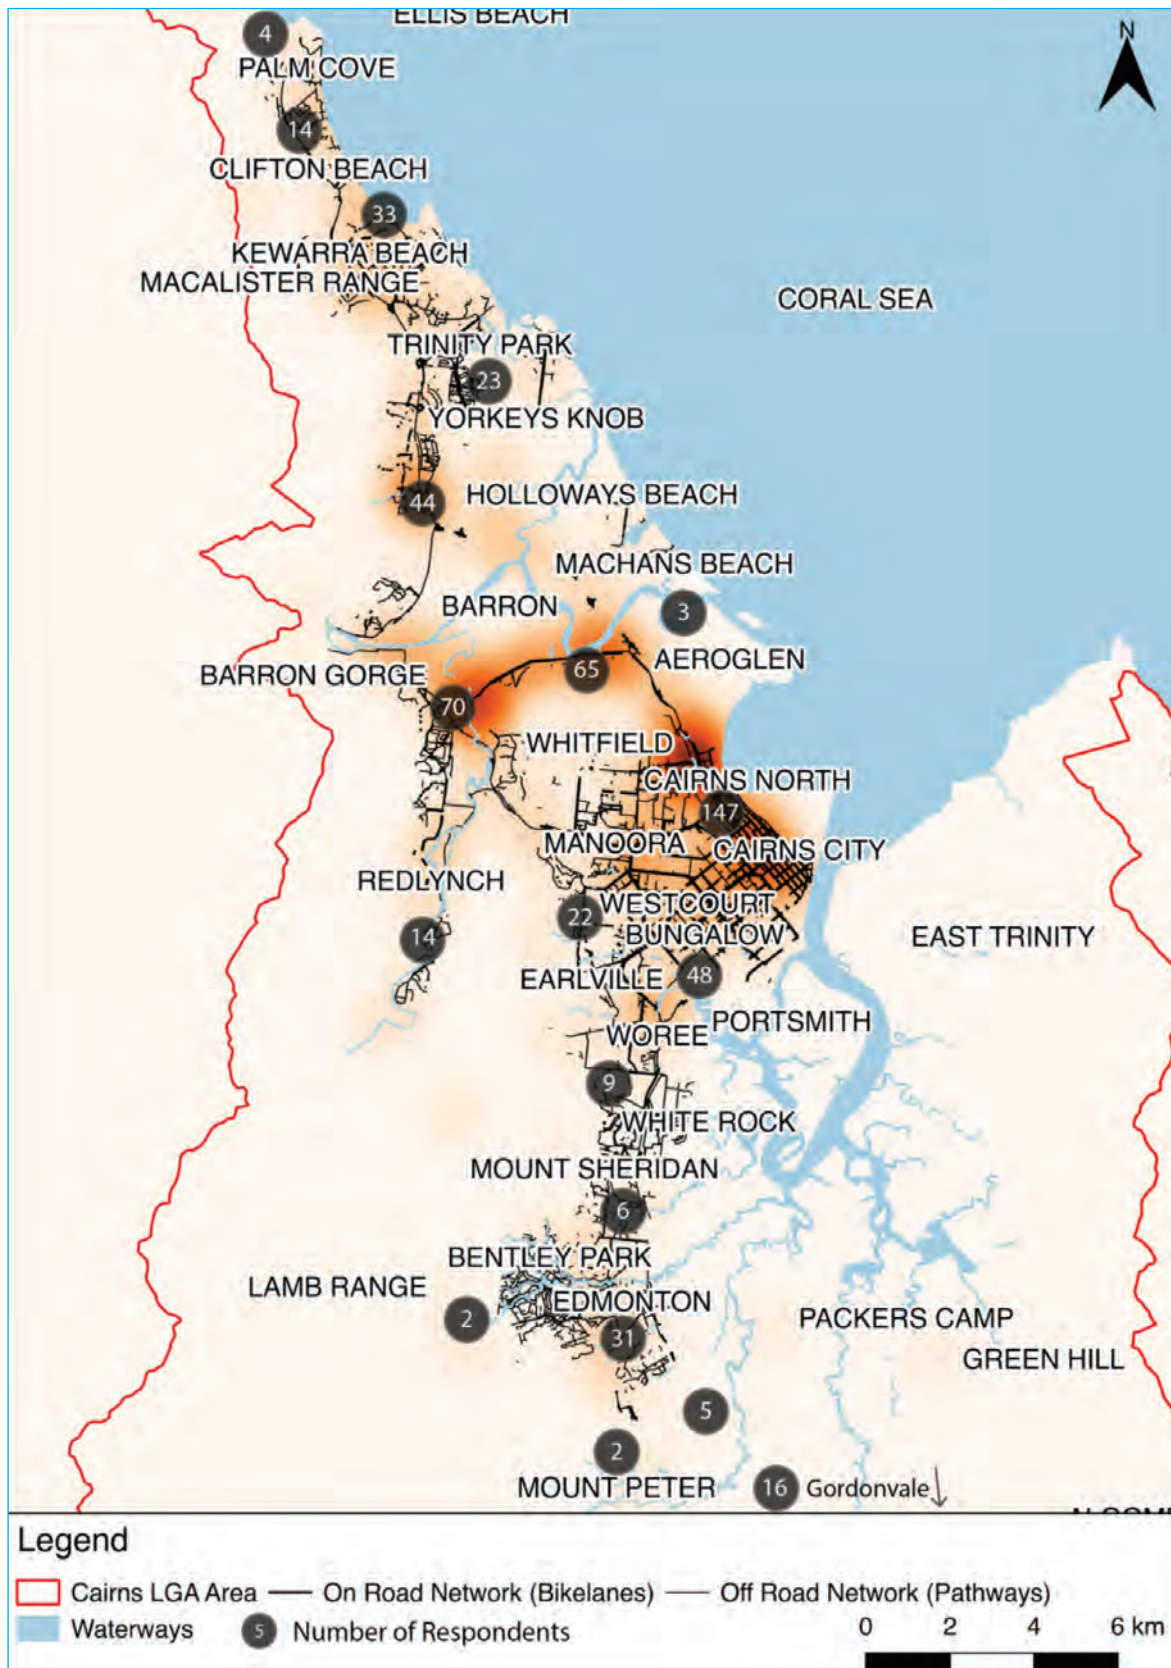 ELLIS BEACH
N
4
PALM COVE
14
CLIFTON BEACH
33
KEWARRA BEACH
MACALISTER RANGE
CORAL SEA
TRINITY PARK
23
YORKEYS KNOB
44
HOLLOWAYS BEACH
MACHANS BEACH
BARRON
3
AEROGLEN
65
BARRON GORGE
70
WHITFIELD
CAIRNS NORTH
147
MANOORA
CAIRNS CITY
REDLYNCH
WESTCOURT
22
BUNGALOW
14
EAST TRINITY
EARLVILLE
48
PORTSMITH
WOREE
9
WHITE ROCK
MOUNT SHERIDAN
6
BENTLEY PARK
LAMB RANGE
EDMONTON
2
31
PACKERS CAMP
GREEN HILL
5
2
MOUNT PETER
16 Gordonvale
Legend
Cairns LGA Area On Road Network (Bikelanes) Off Road Network (Pathways)
Waterways 5 Number of Respondents
0 2 4 6 km